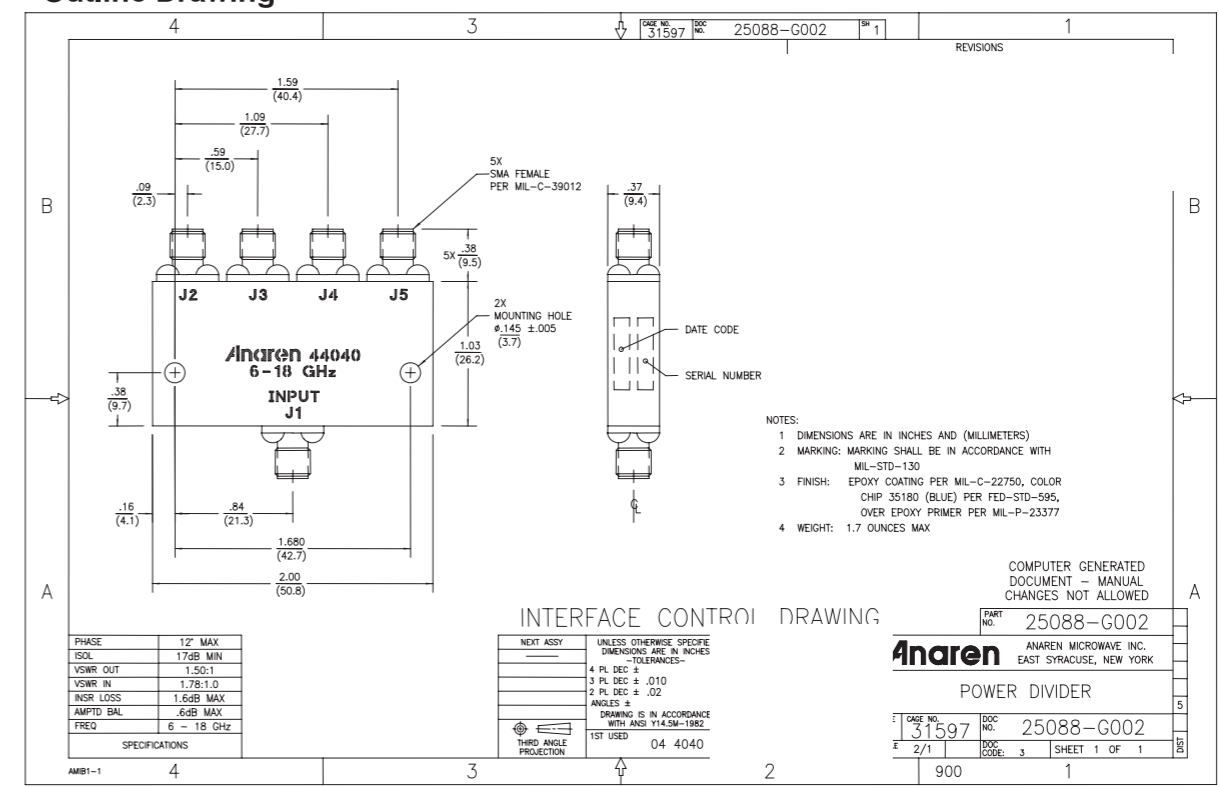 Outline Drawing
4 3 CAGE NO. 31597 DOC NO. 25088-G002 SH 1 1
REVISIONS
1.59
(40.4)
1.09
(27.7)
.59
(15.0)
.09
(2.3)
5X
SMA FEMALE
PER MIL-C-39012
.37
(9.4)
B
B
5X .38
(9.5)
J2 J3 J4 J5
2X
MOUNTING HOLE
ø.145 ±.005
(3.7)
1.03
(26.2)
DATE CODE
SERIAL NUMBER
Anaren 44040
6-18 GHz
INPUT
J1
.38
(9.7)
NOTES:
1 DIMENSIONS ARE IN INCHES AND (MILLIMETERS)
2 MARKING: MARKING SHALL BE IN ACCORDANCE WITH
MIL-STD-130
3 FINISH: EPOXY COATING PER MIL-C-22750, COLOR
CHIP 35180 (BLUE) PER FED-STD-595,
OVER EPOXY PRIMER PER MIL-P-23377
4 WEIGHT: 1.7 OUNCES MAX
.16
(4.1)
.84
(21.3)
1.680
(42.7)
2.00
(50.8)
COMPUTER GENERATED
DOCUMENT - MANUAL
CHANGES NOT ALLOWED
A
A
INTERFACE CONTROL DRAWING
PART NO. 25088-G002
PHASE 12° MAX
ISOL 17dB MIN
VSWR OUT 1.50:1
VSWR IN 1.78:1.0
INSR LOSS 1.6dB MAX
AMPTD BAL .6dB MAX
FREQ 6 - 18 GHz
SPECIFICATIONS
NEXT ASSY
UNLESS OTHERWISE SPECIFIE
DIMENSIONS ARE IN INCHES
-TOLERANCES-
4 PL DEC ±
3 PL DEC ± .010
2 PL DEC ± .02
ANGLES ±
DRAWING IS IN ACCORDANCE
WITH ANSI Y14.5M-1982
THIRD ANGLE
PROJECTION
1ST USED
04 4040
Anaren
ANAREN MICROWAVE INC.
EAST SYRACUSE, NEW YORK
POWER DIVIDER
5
CAGE NO. 31597 DOC NO. 25088-G002
2/1 DOC CODE: 3 SHEET 1 OF 1
DIST
AMIB1-1 4 3 2 900 1